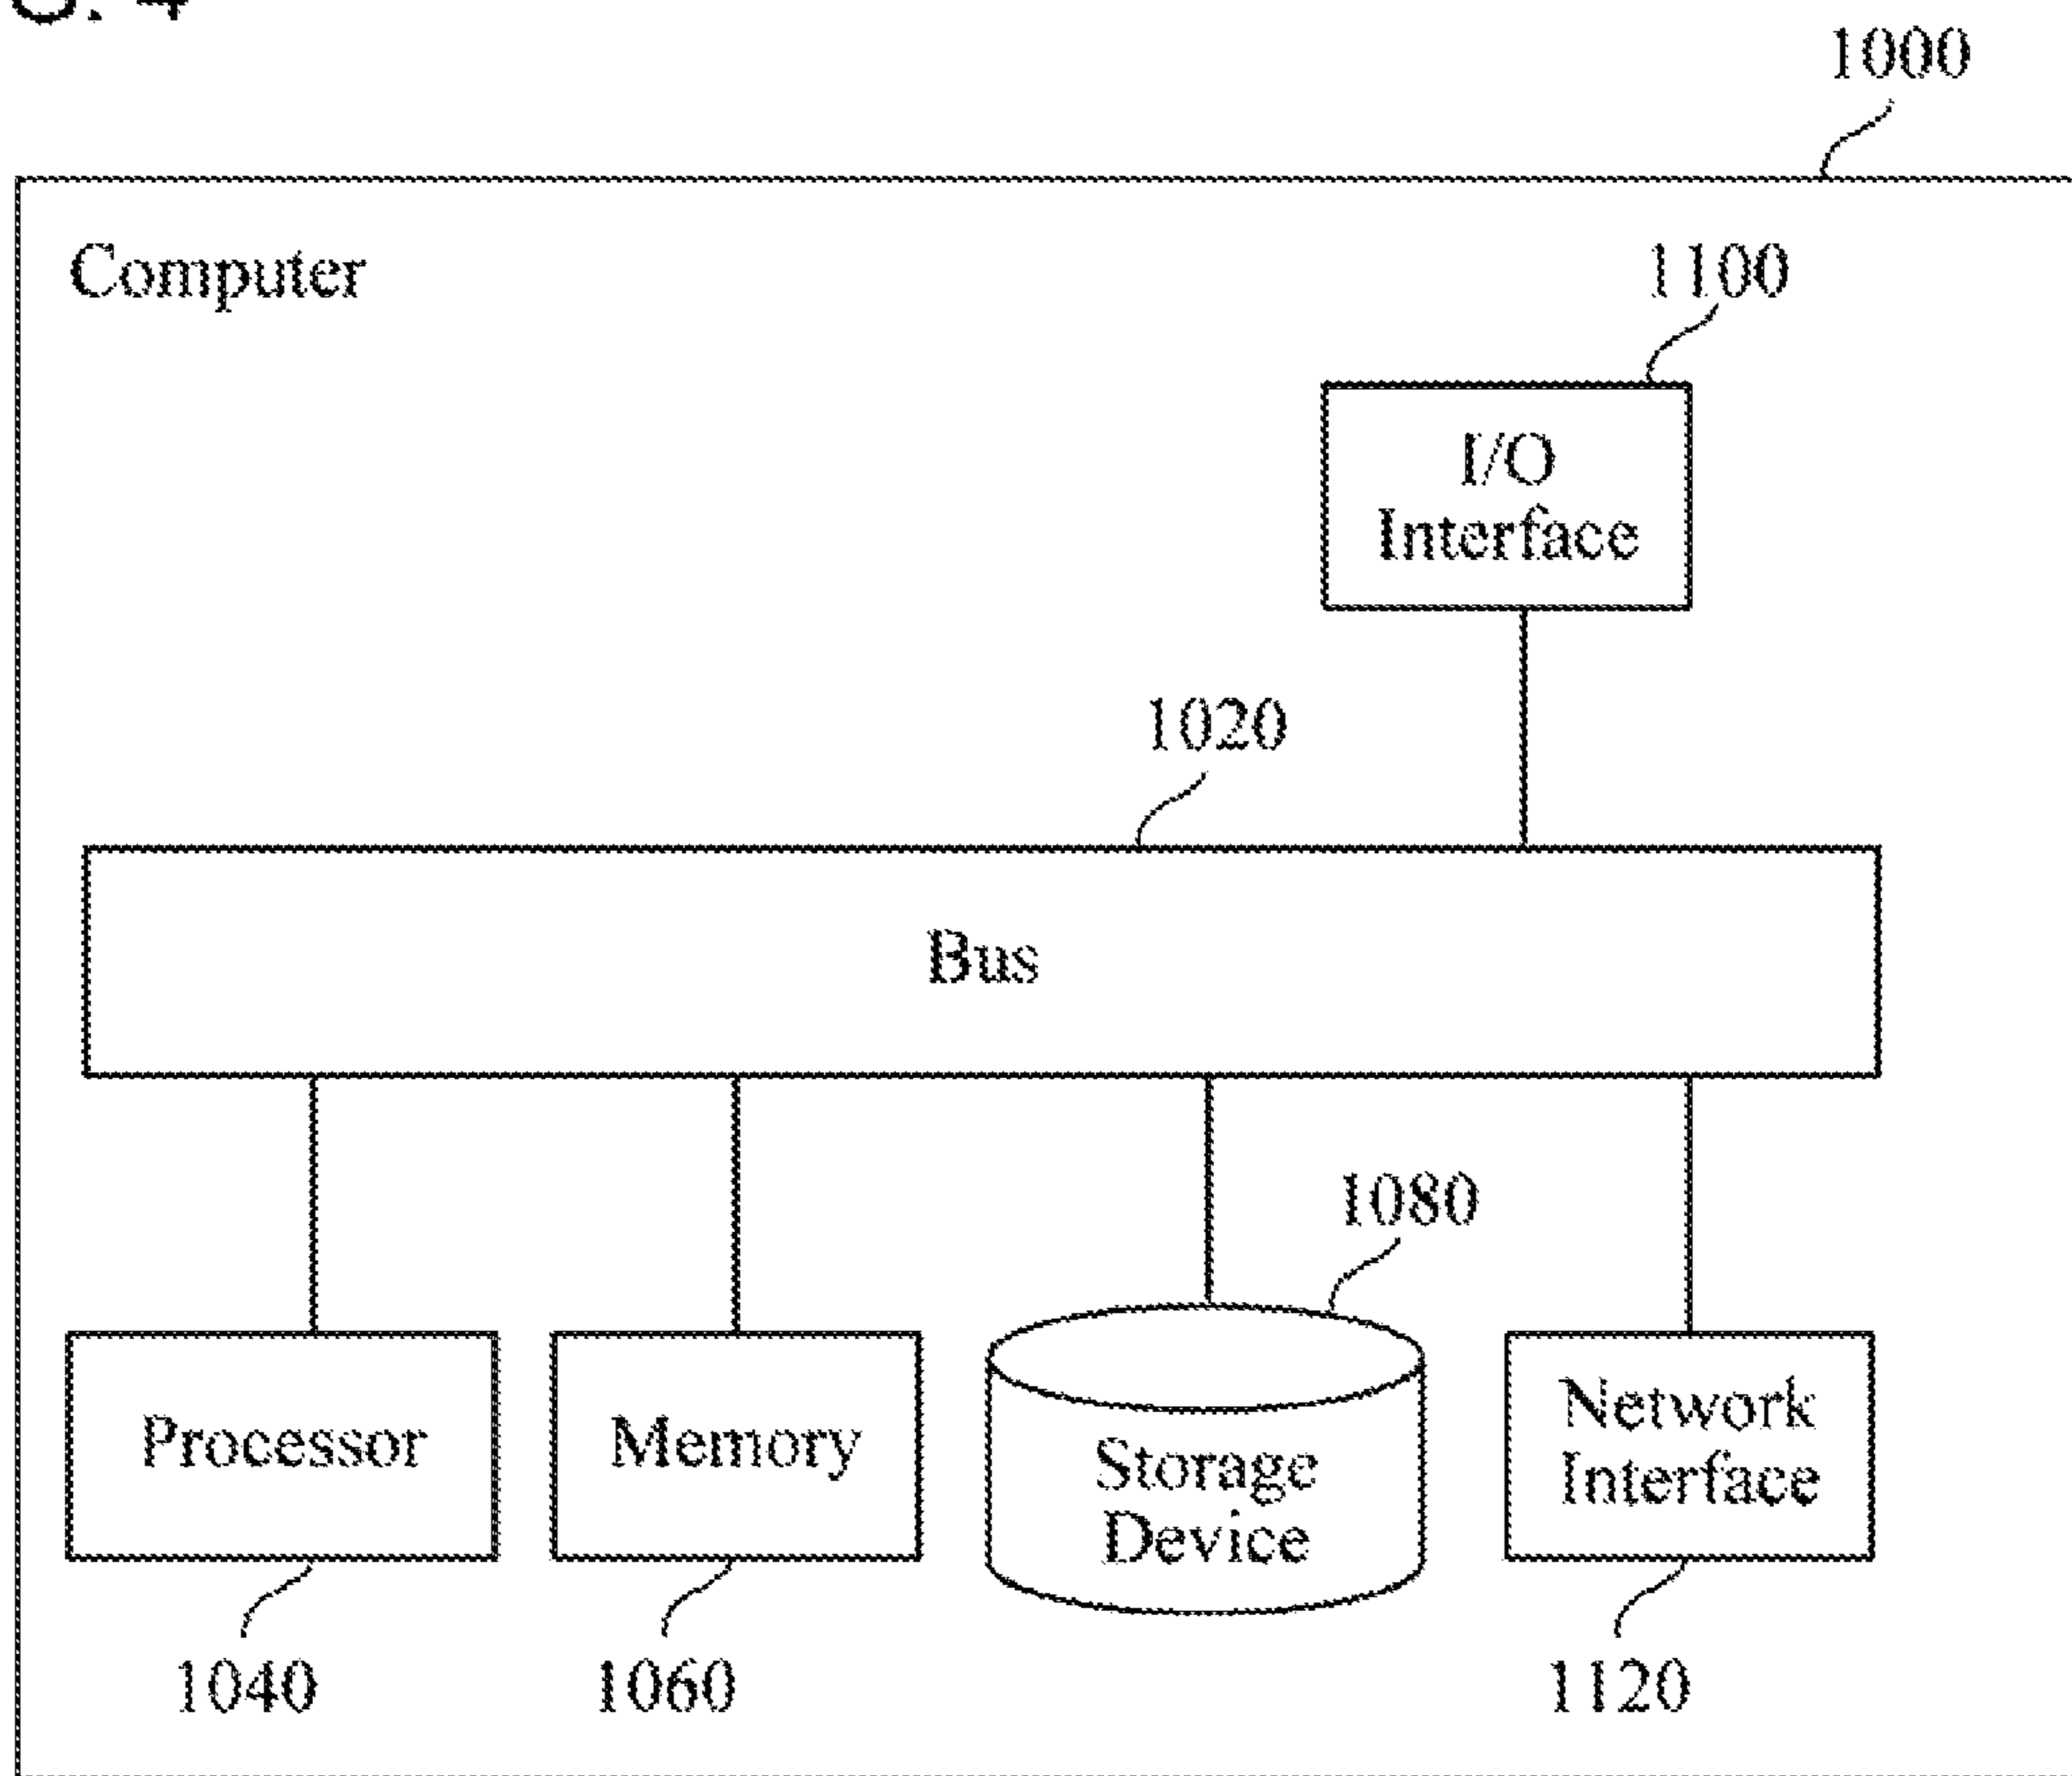 1000
Computer
1100
I/O
Interface
1020
Bus
1080
Processor
Memory
Storage
Device
Network
Interface
1040
1060
1120